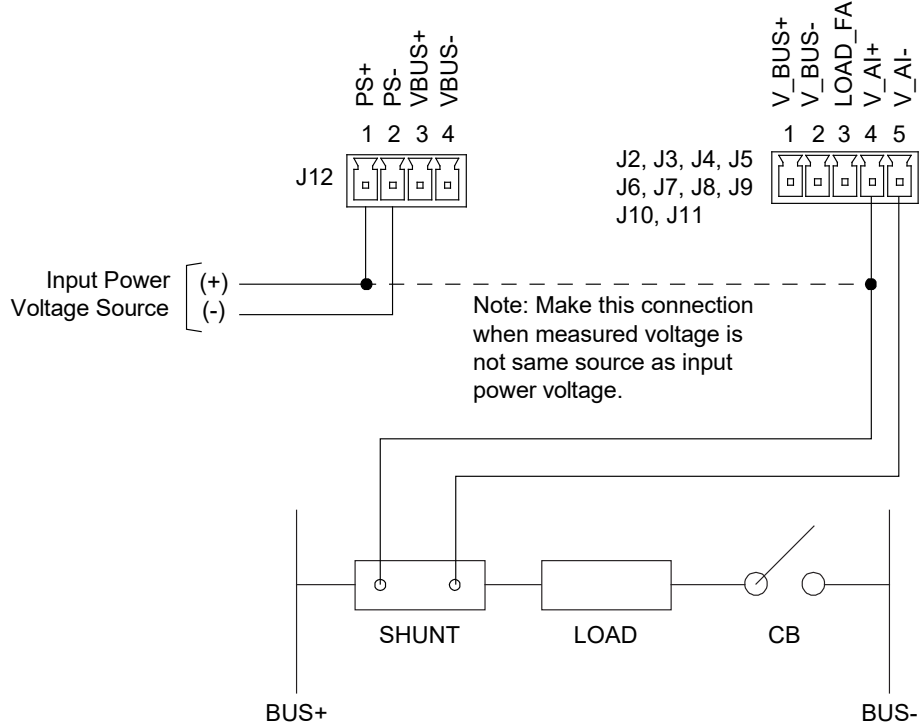 PS+
PS-
VBUS+
VBUS-
1 2 3 4
J12
V_BUS+
V_BUS-
LOAD_FA
V_AI+
V_AI-
1 2 3 4 5
J2, J3, J4, J5
J6, J7, J8, J9
J10, J11
Input Power
Voltage Source
(+)
(-)
Note: Make this connection
when measured voltage is
not same source as input
power voltage.
SHUNT
LOAD
CB
BUS+
BUS-